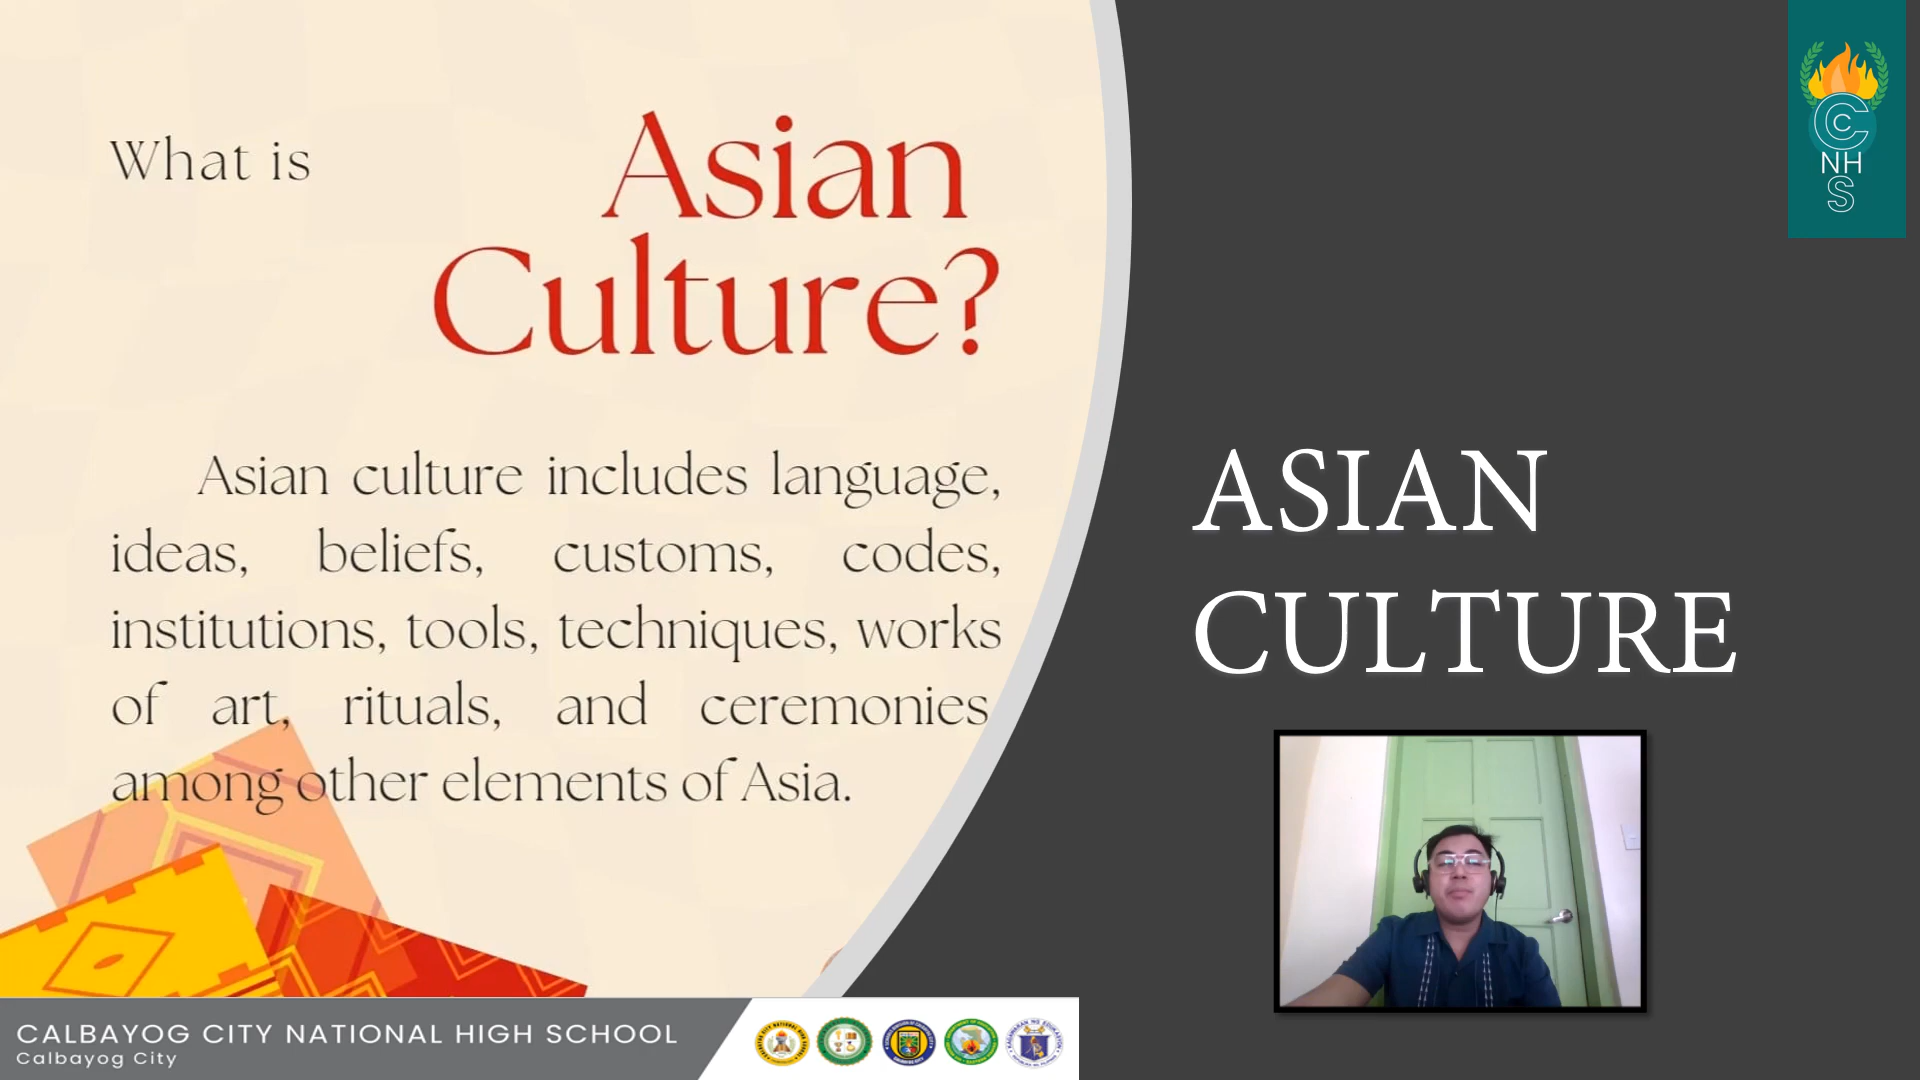 What is
Asian
Culture?
Asian culture includes language,
ideas, beliefs, customs, codes,
institutions, tools, techniques, works
of art, rituals, and ceremonies
among other elements of Asia.
C
C
NH
S
ASIAN
CULTURE
CALBAYOG CITY NATIONAL HIGH SCHOOL
Calbayog City